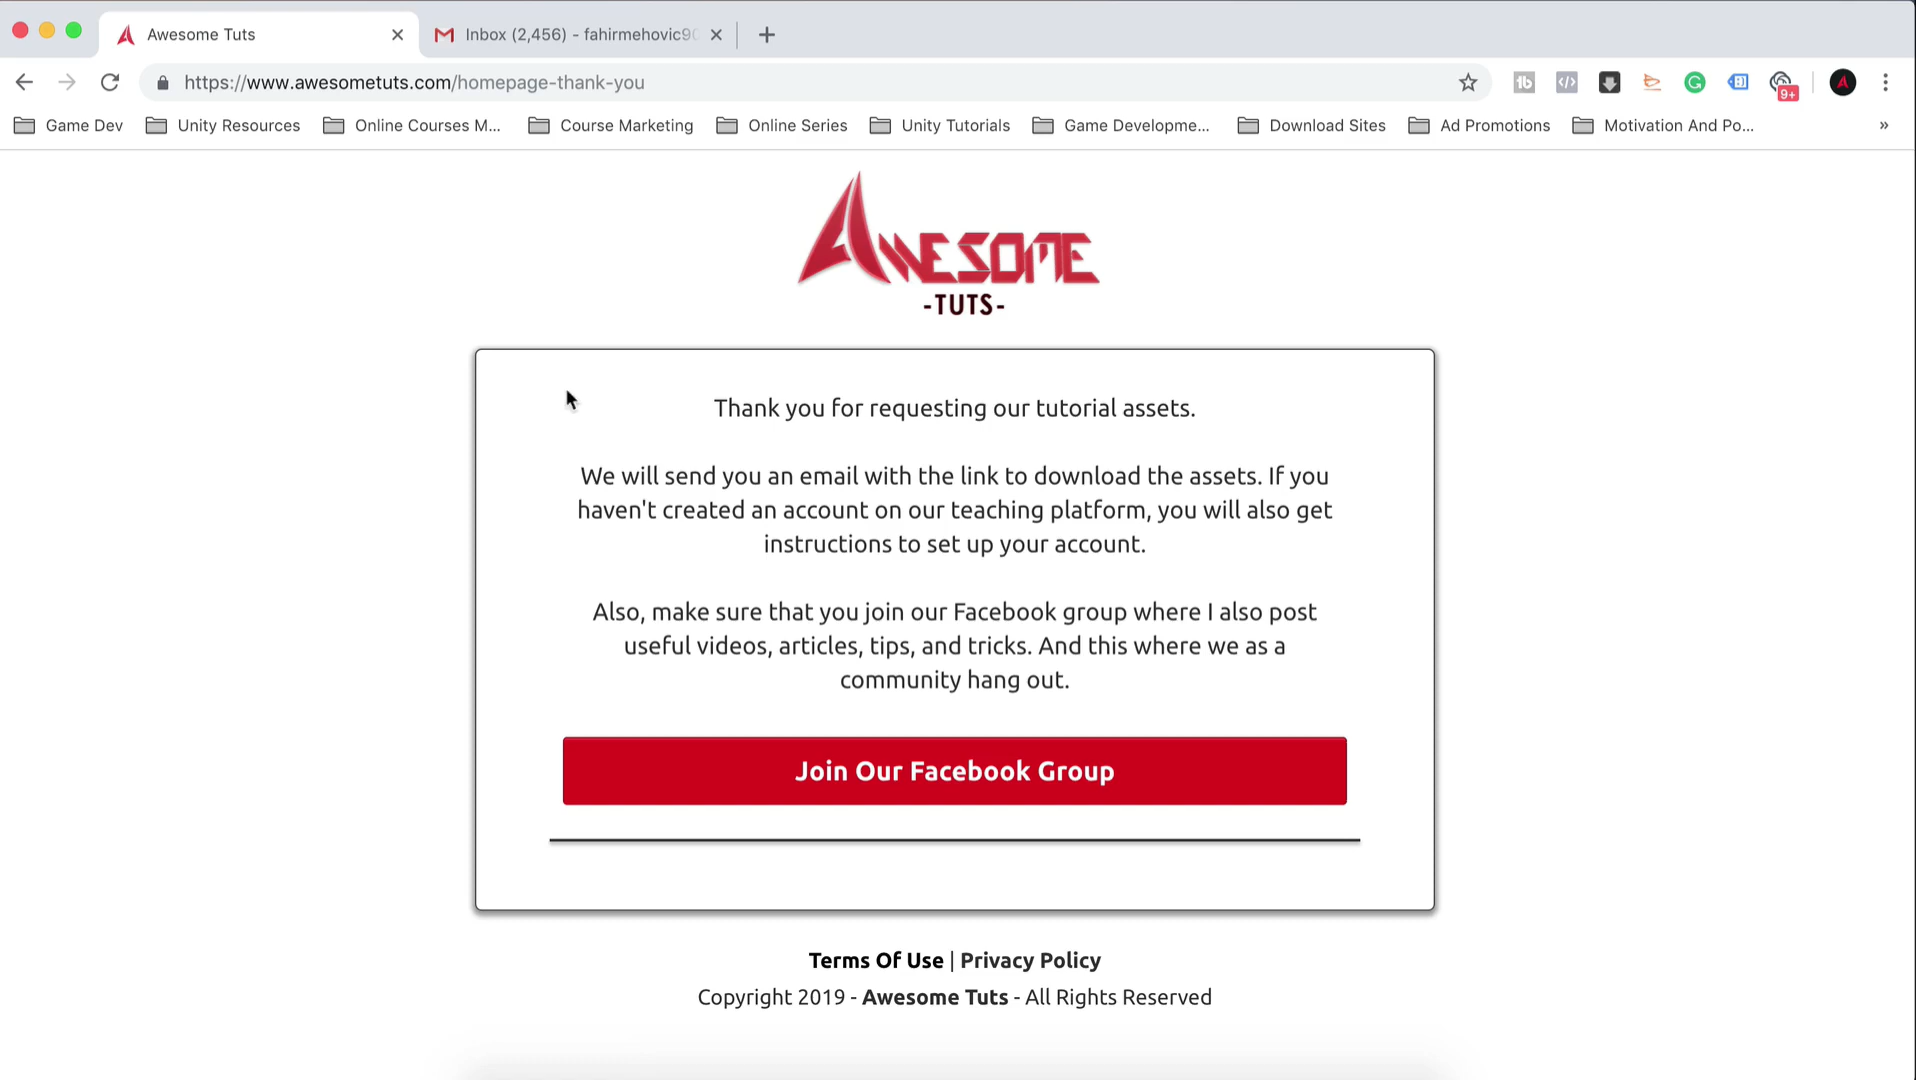 Awesome Tuts
Inbox (2,456) - fahirmehovic90
https://www.awesometuts.com/homepage-thank-you
9+
Game Dev
Unity Resources
Online Courses M...
Course Marketing
Online Series
Unity Tutorials
Game Developme...
Download Sites
Ad Promotions
Motivation And Po...
»
AWESOME
-TUTS-
Thank you for requesting our tutorial assets.
We will send you an email with the link to download the assets. If you
haven't created an account on our teaching platform, you will also get
instructions to set up your account.
Also, make sure that you join our Facebook group where I also post
useful videos, articles, tips, and tricks. And this where we as a
community hang out.
Join Our Facebook Group
Terms Of Use | Privacy Policy
Copyright 2019 - Awesome Tuts - All Rights Reserved